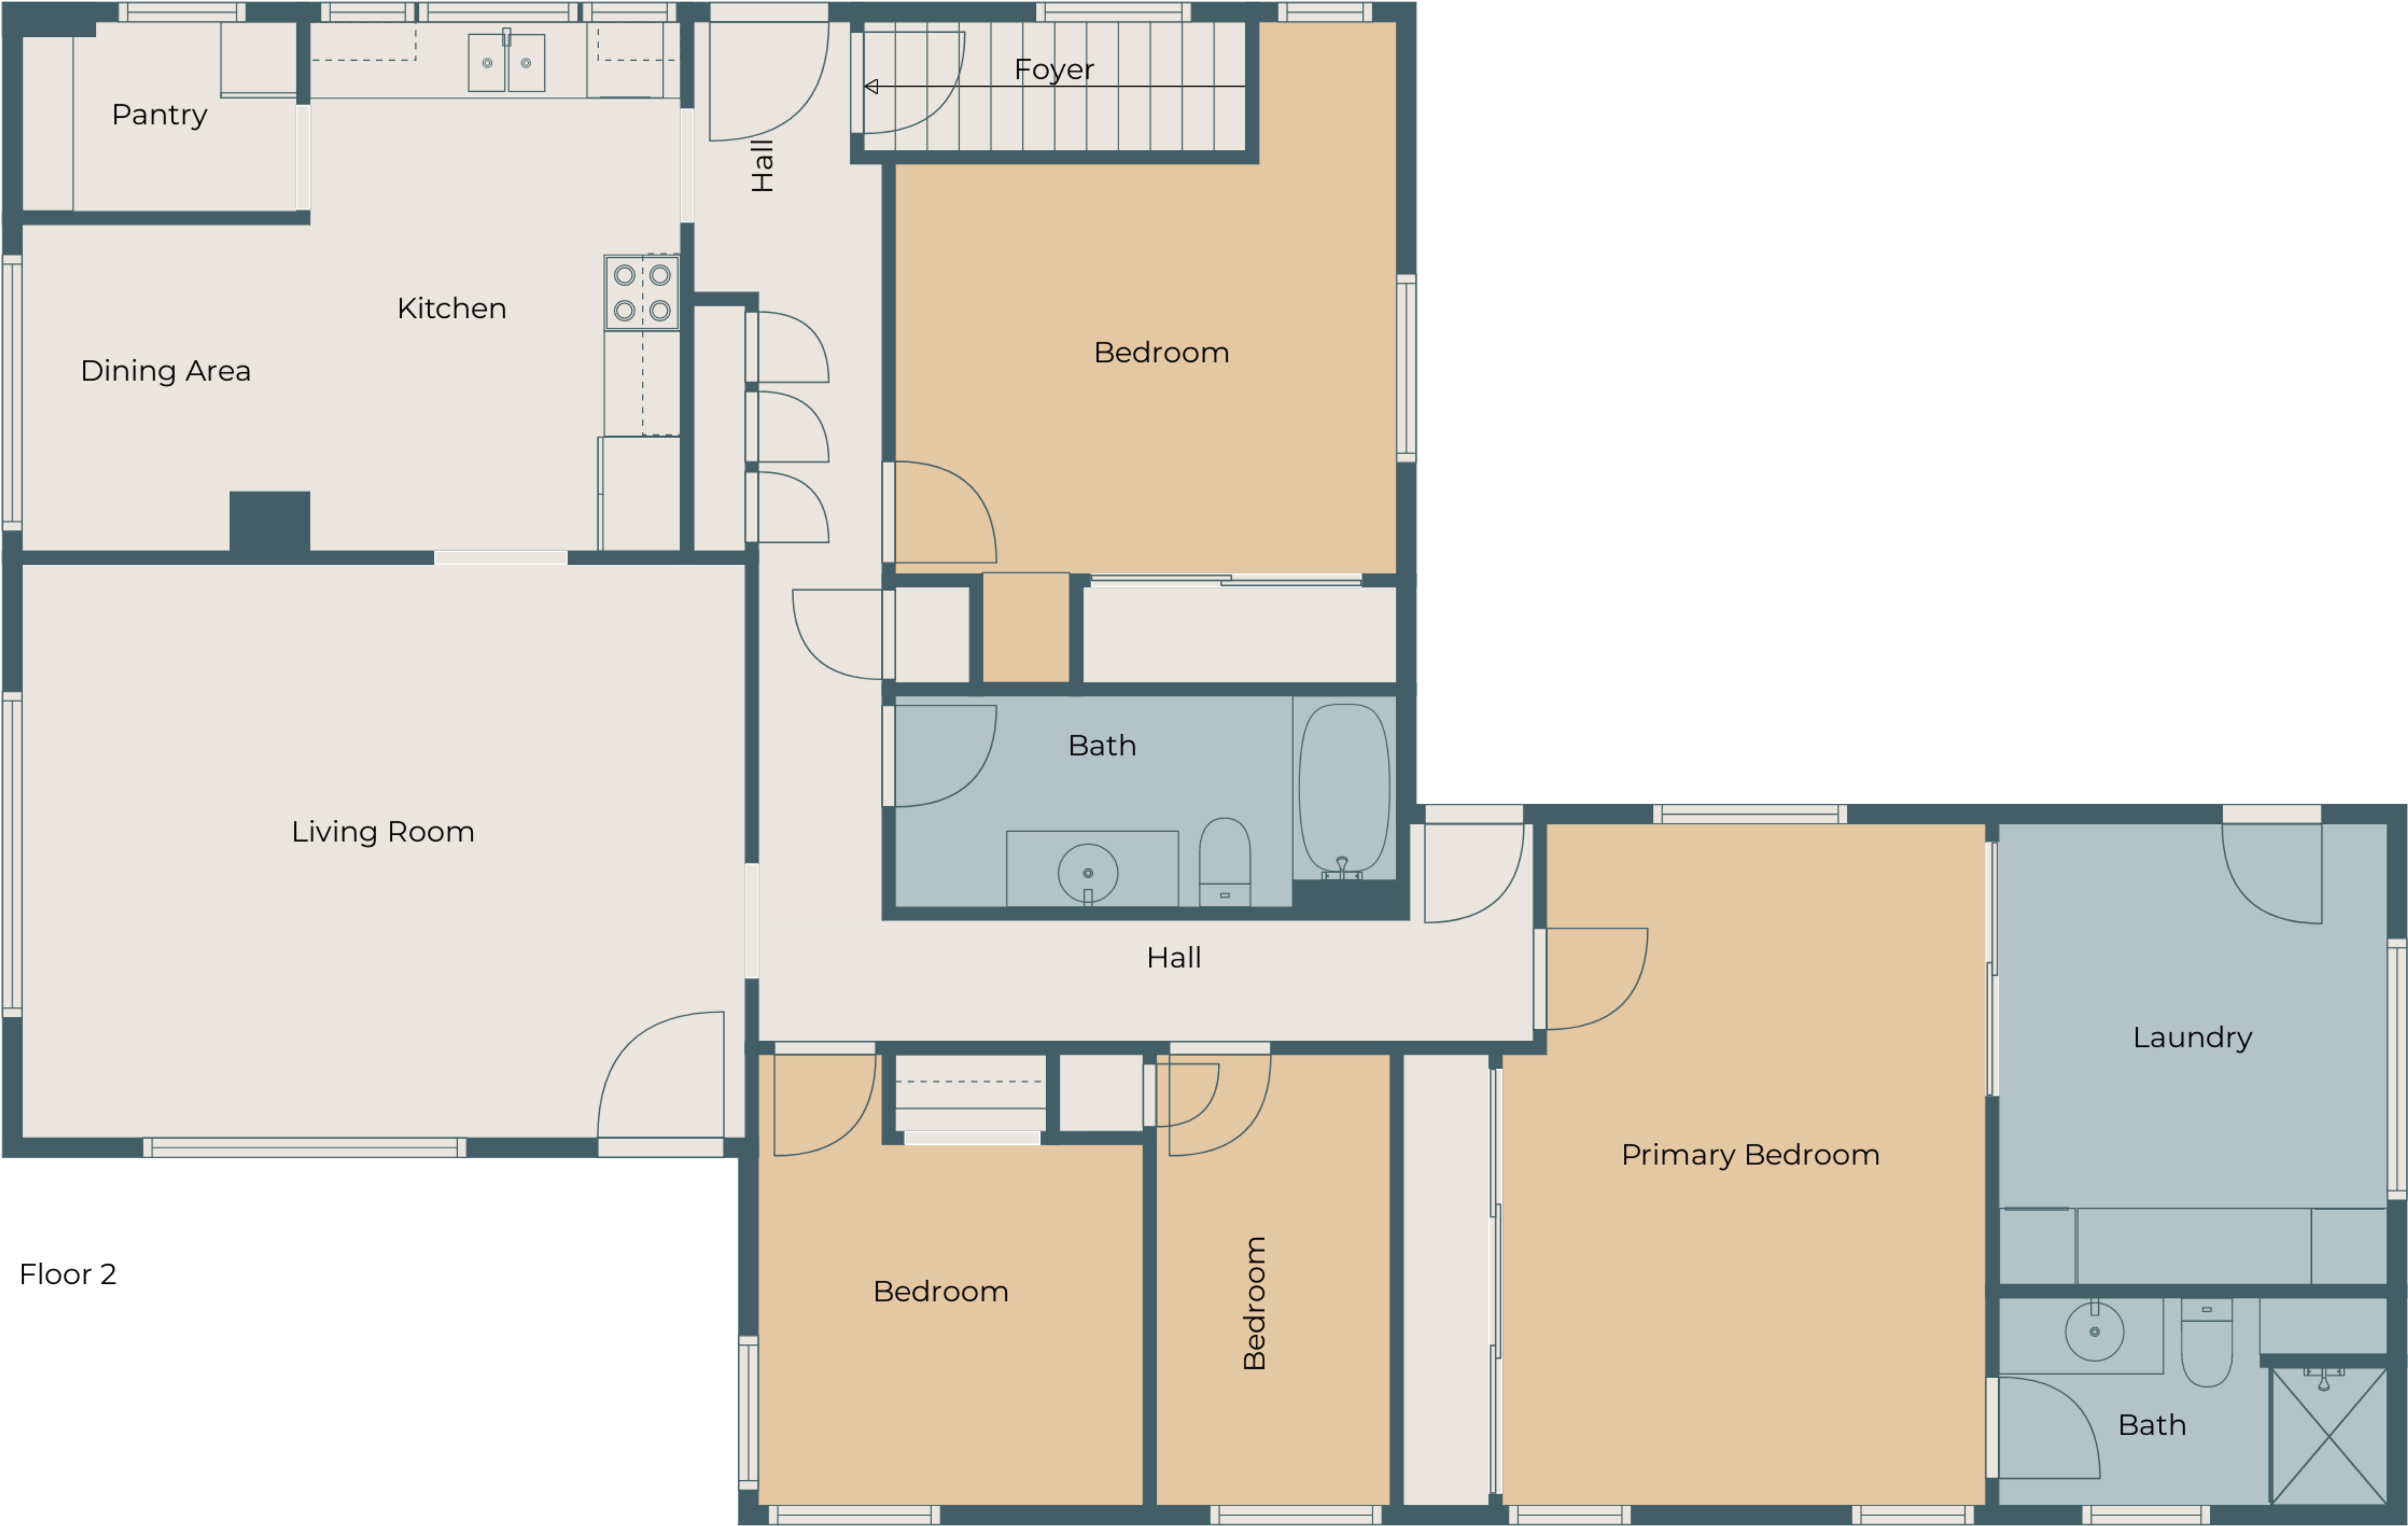 Foyer
Pantry
Hall
Kitchen
Bedroom
Dining Area
Bath
Living Room
Hall
Laundry
Primary Bedroom
Floor 2
Bedroom
Bedroom
Bath